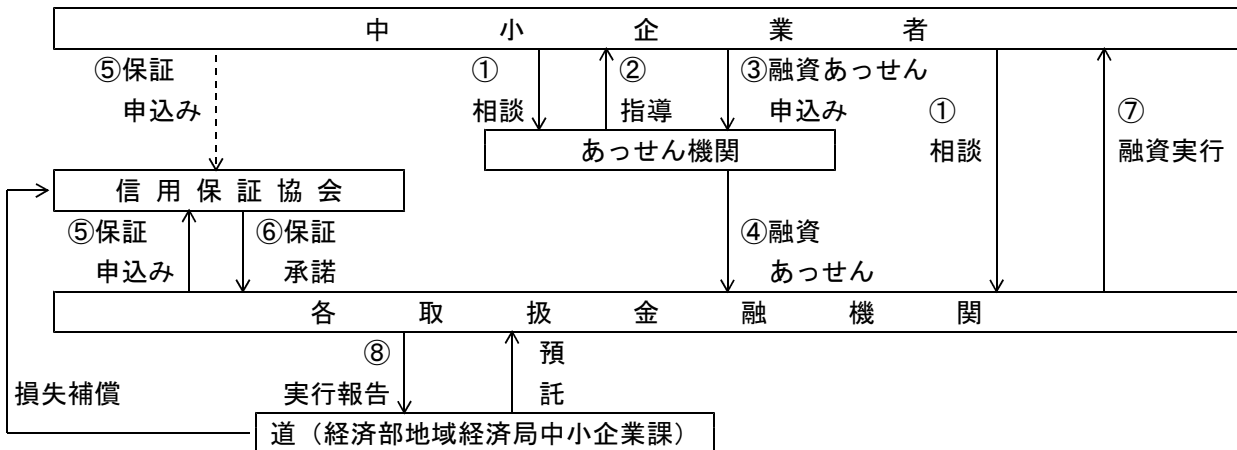 中小企業者
⑤保証
申込み
①
相談
②
指導
③融資あっせん
申込み
①
相談
⑦
融資実行
あっせん機関
信用保証協会
⑤保証
申込み
⑥保証
承諾
④融資
あっせん
各取扱金融機関
⑧
実行報告
預
託
損失補償
道（経済部地域経済局中小企業課）